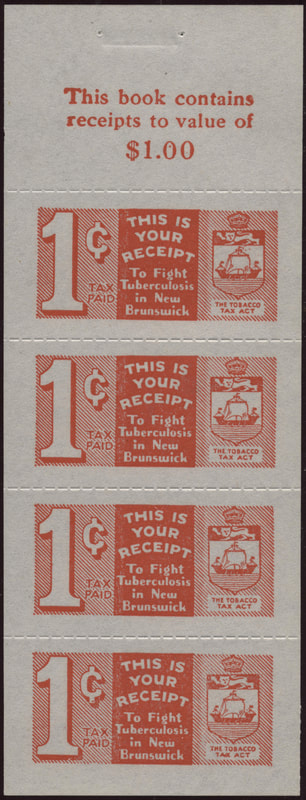 This book contains
receipts to value of
$1.00
1¢
TAX
PAID
THIS IS
YOUR
RECEIPT
To Fight
Tuberculosis
in New
Brunswick
THE TOBACCO
TAX ACT
1¢
TAX
PAID
THIS IS
YOUR
RECEIPT
To Fight
Tuberculosis
in New
Brunswick
THE TOBACCO
TAX ACT
1¢
TAX
PAID
THIS IS
YOUR
RECEIPT
To Fight
Tuberculosis
in New
Brunswick
THE TOBACCO
TAX ACT
1¢
TAX
PAID
THIS IS
YOUR
RECEIPT
To Fight
Tuberculosis
in New
Brunswick
THE TOBACCO
TAX ACT